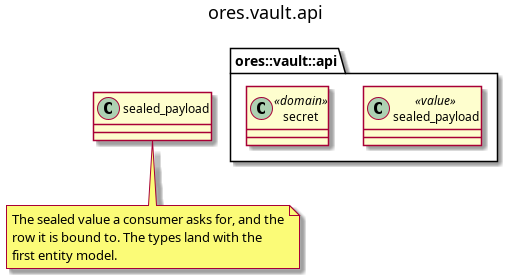 ores.vault.api
ores::vault::api
C sealed_payload
C «domain»
secret
C «value»
sealed_payload
The sealed value a consumer asks for, and the
row it is bound to. The types land with the
first entity model.